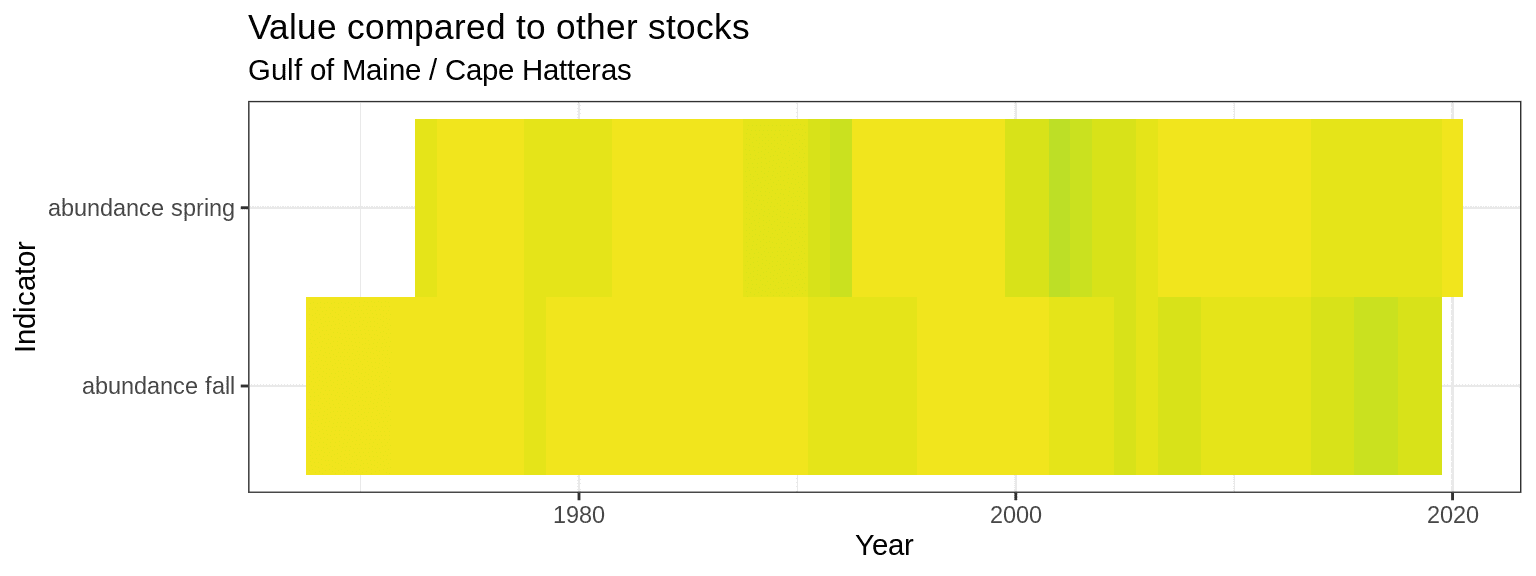 Value compared to other stocks
Gulf of Maine / Cape Hatteras
Indicator
abundance spring
abundance fall
1980 2000 2020
Year